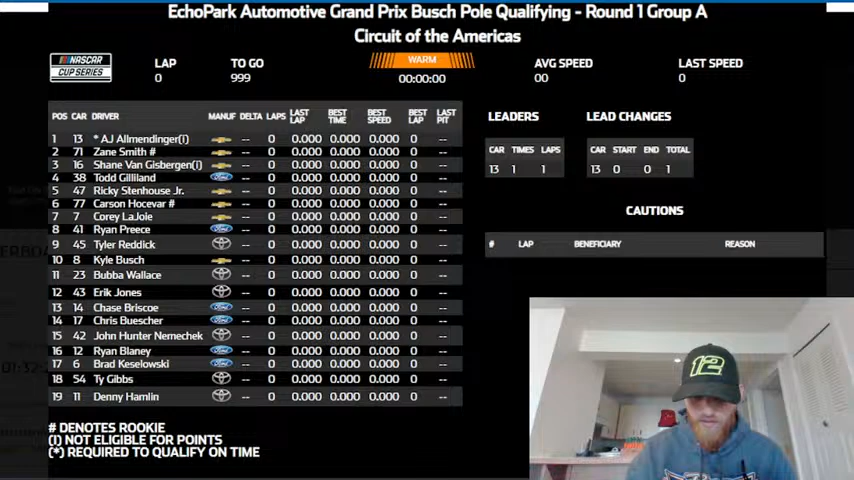 EchoPark Automotive Grand Prix Busch Pole Qualifying - Round 1 Group A
Circuit of the Americas
NASCAR
CUP SERIES
LAP TO GO WARM AVG SPEED LAST SPEED
0 999 00:00:00 00 0
POS CAR DRIVER MANUF DELTA LAPS LAST LAP BEST TIME BEST SPEED BEST LAP LAST PIT
1 13 * AJ Allmendinger(i) -- 0 0.000 0.000 0.000 0 --
2 71 Zane Smith # -- 0 0.000 0.000 0.000 0 --
3 16 Shane Van Gisbergen(i) -- 0 0.000 0.000 0.000 0 --
4 38 Todd Gilliland Ford -- 0 0.000 0.000 0.000 0 --
5 47 Ricky Stenhouse Jr. -- 0 0.000 0.000 0.000 0 --
6 77 Carson Hocevar # -- 0 0.000 0.000 0.000 0 --
7 7 Corey LaJoie -- 0 0.000 0.000 0.000 0 --
8 41 Ryan Preece Ford -- 0 0.000 0.000 0.000 0 --
9 45 Tyler Reddick -- 0 0.000 0.000 0.000 0 --
10 8 Kyle Busch -- 0 0.000 0.000 0.000 0 --
11 23 Bubba Wallace -- 0 0.000 0.000 0.000 0 --
12 43 Erik Jones -- 0 0.000 0.000 0.000 0 --
13 14 Chase Briscoe Ford -- 0 0.000 0.000 0.000 0 --
14 17 Chris Buescher Ford -- 0 0.000 0.000 0.000 0 --
15 42 John Hunter Nemechek -- 0 0.000 0.000 0.000 0 --
16 12 Ryan Blaney Ford -- 0 0.000 0.000 0.000 0 --
17 6 Brad Keselowski Ford -- 0 0.000 0.000 0.000 0 --
18 54 Ty Gibbs -- 0 0.000 0.000 0.000 0 --
19 11 Denny Hamlin -- 0 0.000 0.000 0.000 0 --
# DENOTES ROOKIE
(i) NOT ELIGIBLE FOR POINTS
(*) REQUIRED TO QUALIFY ON TIME
LEADERS
CAR TIMES LAPS
13 1 1
LEAD CHANGES
CAR START END TOTAL
13 0 0 1
CAUTIONS
# LAP BENEFICIARY REASON
12